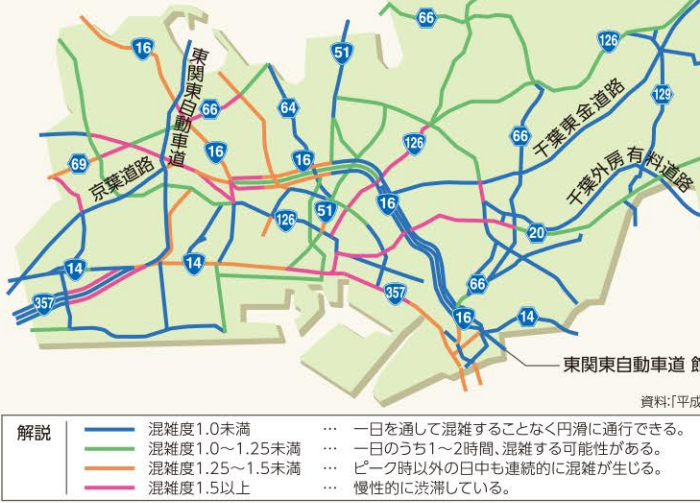 66
16
51
126
東関東自動車道
66
64
129
千葉東金道路
69
16
16
126
66
京葉道路
千葉外房有料道路
126
51
16
20
14
14
66
357
357
16
14
東関東自動車道 館
資料:「平成
解説
混雑度1.0未満 … 一日を通して混雑することなく円滑に通行できる。
混雑度1.0〜1.25未満 … 一日のうち1〜2時間、混雑する可能性がある。
混雑度1.25〜1.5未満 … ピーク時以外の日中も連続的に混雑が生じる。
混雑度1.5以上 … 慢性的に渋滞している。